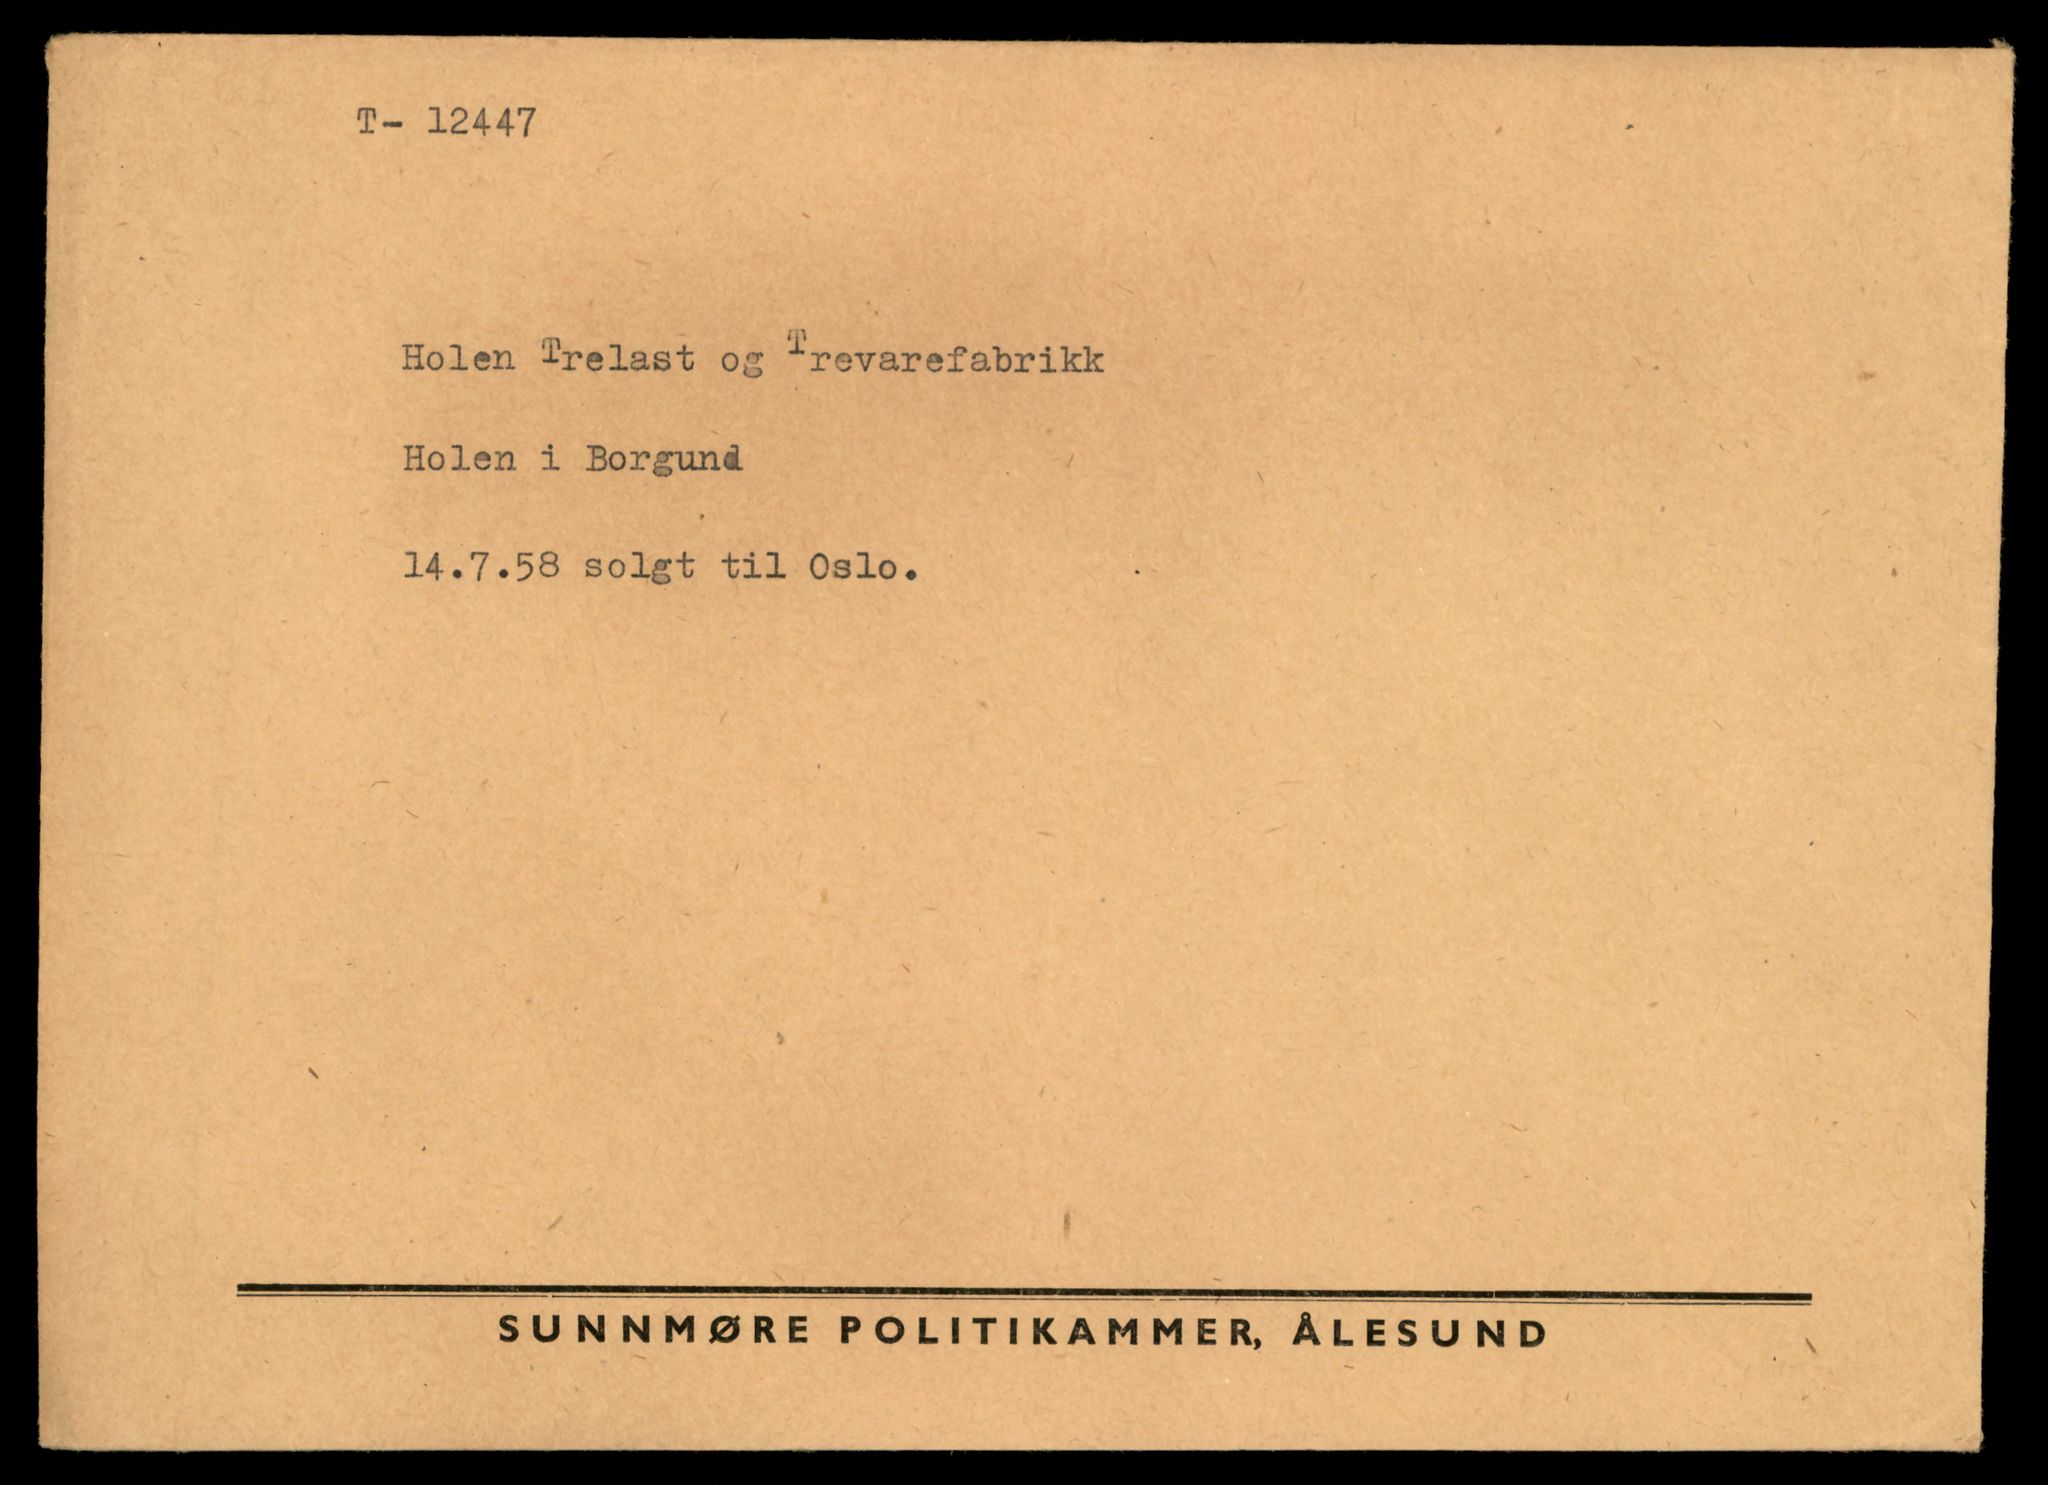 T- 12447
Holen Trelast og Trevarefabrikk
Holen i Borgund
14.7.58 solgt til Oslo.
SUNNMØRE POLITIKAMMER, ÅLESUND